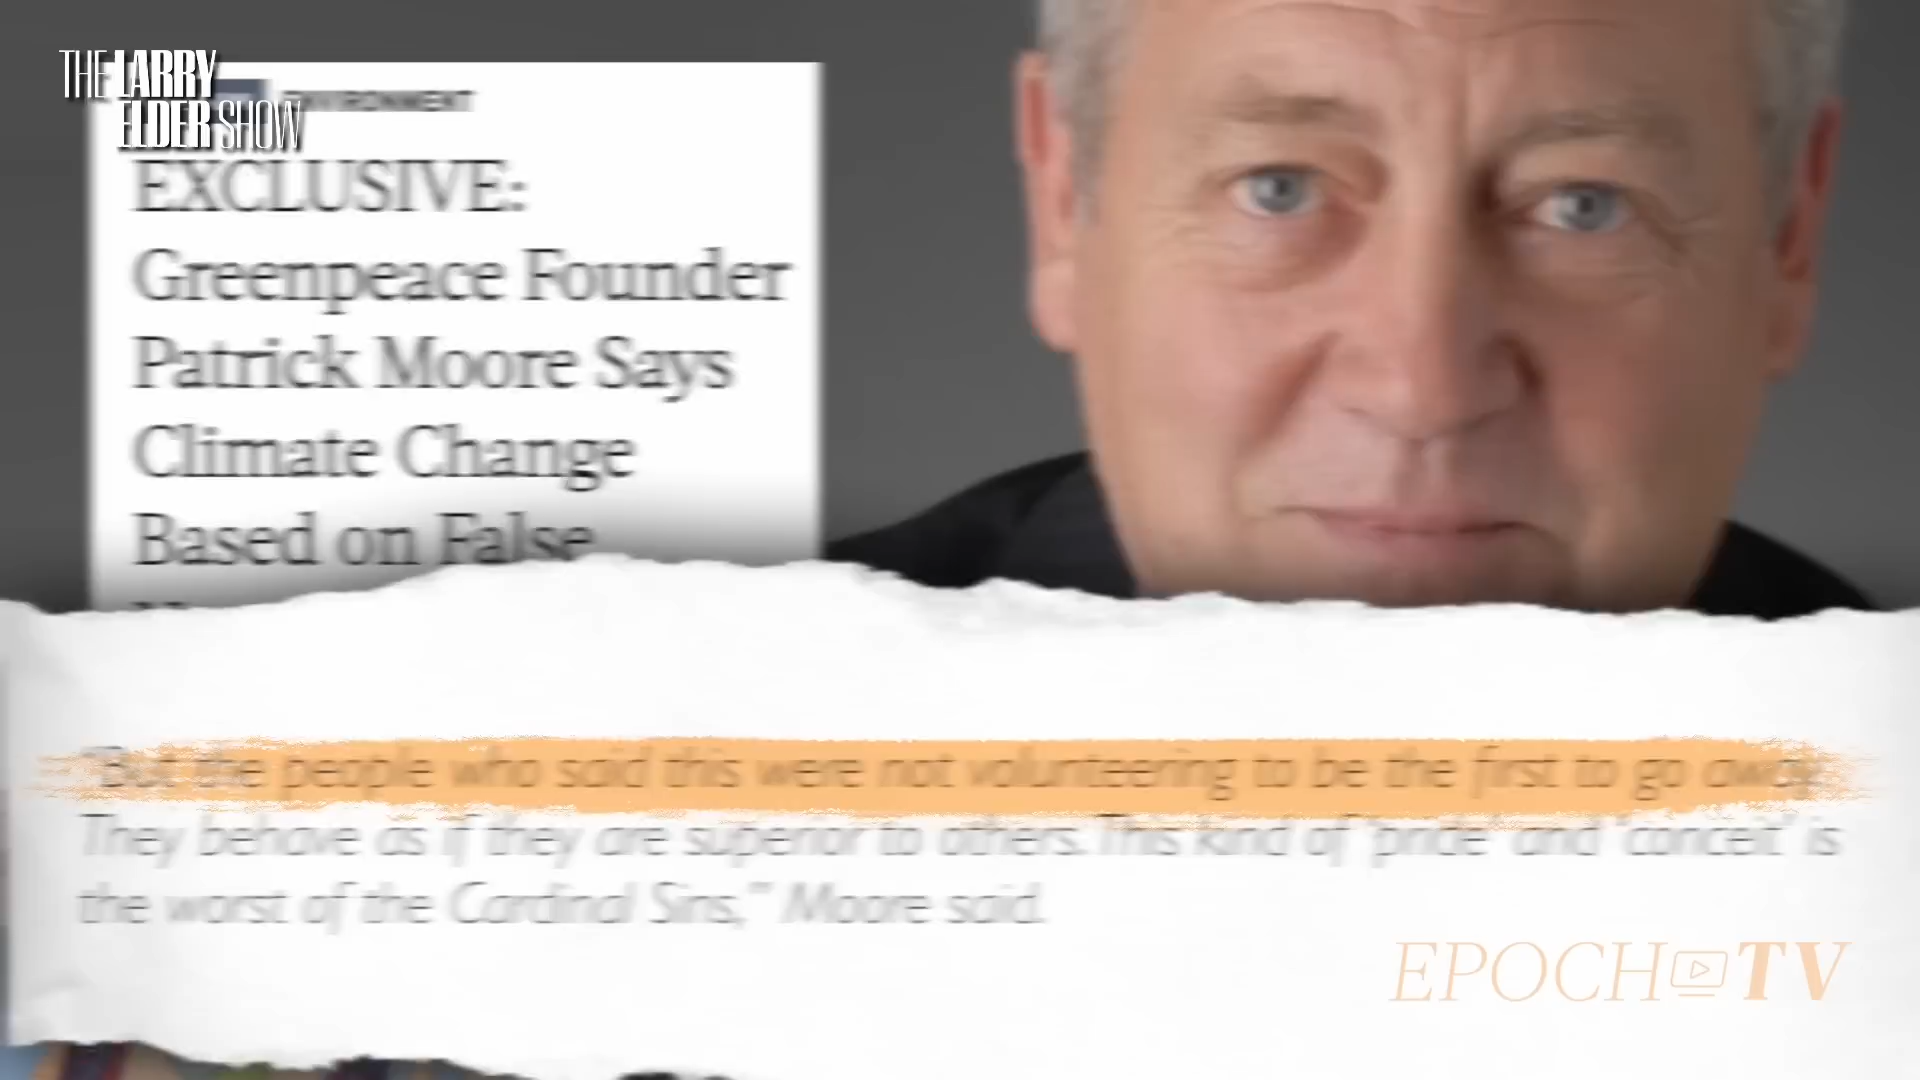 THE LARRY
ELDER SHOW
ENVIRONMENT
EXCLUSIVE:
Greenpeace Founder
Patrick Moore Says
Climate Change
Based on False
"But the people who said this were not volunteering to be the first to go away.
They behave as if they are superior to others. This kind of 'pride' and 'conceit' is
the worst of the Cardinal Sins," Moore said.
EPOCH TV